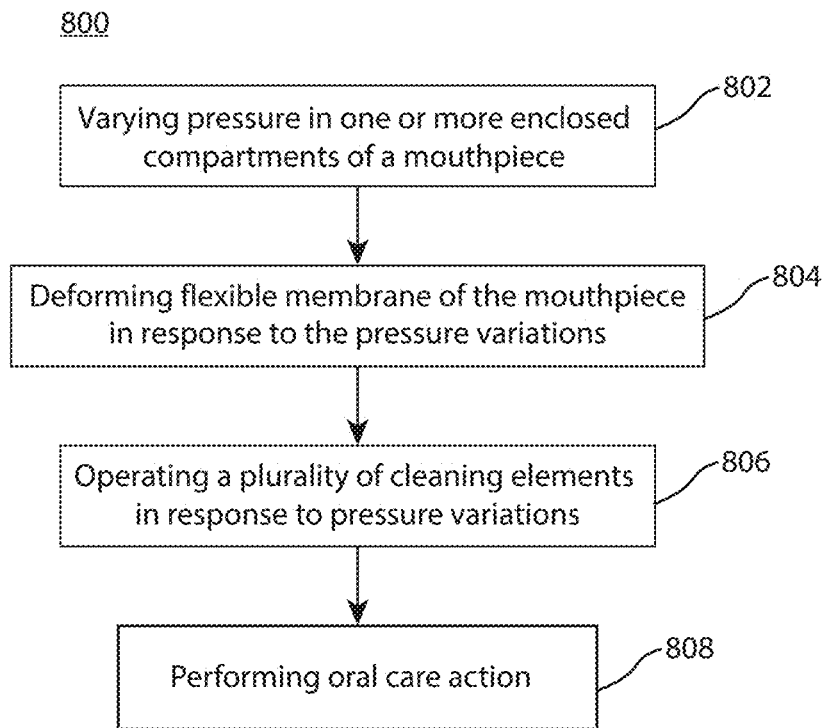 800
802
Varying pressure in one or more enclosed
compartments of a mouthpiece
804
Deforming flexible membrane of the mouthpiece
in response to the pressure variations
806
Operating a plurality of cleaning elements
in response to pressure variations
808
Performing oral care action